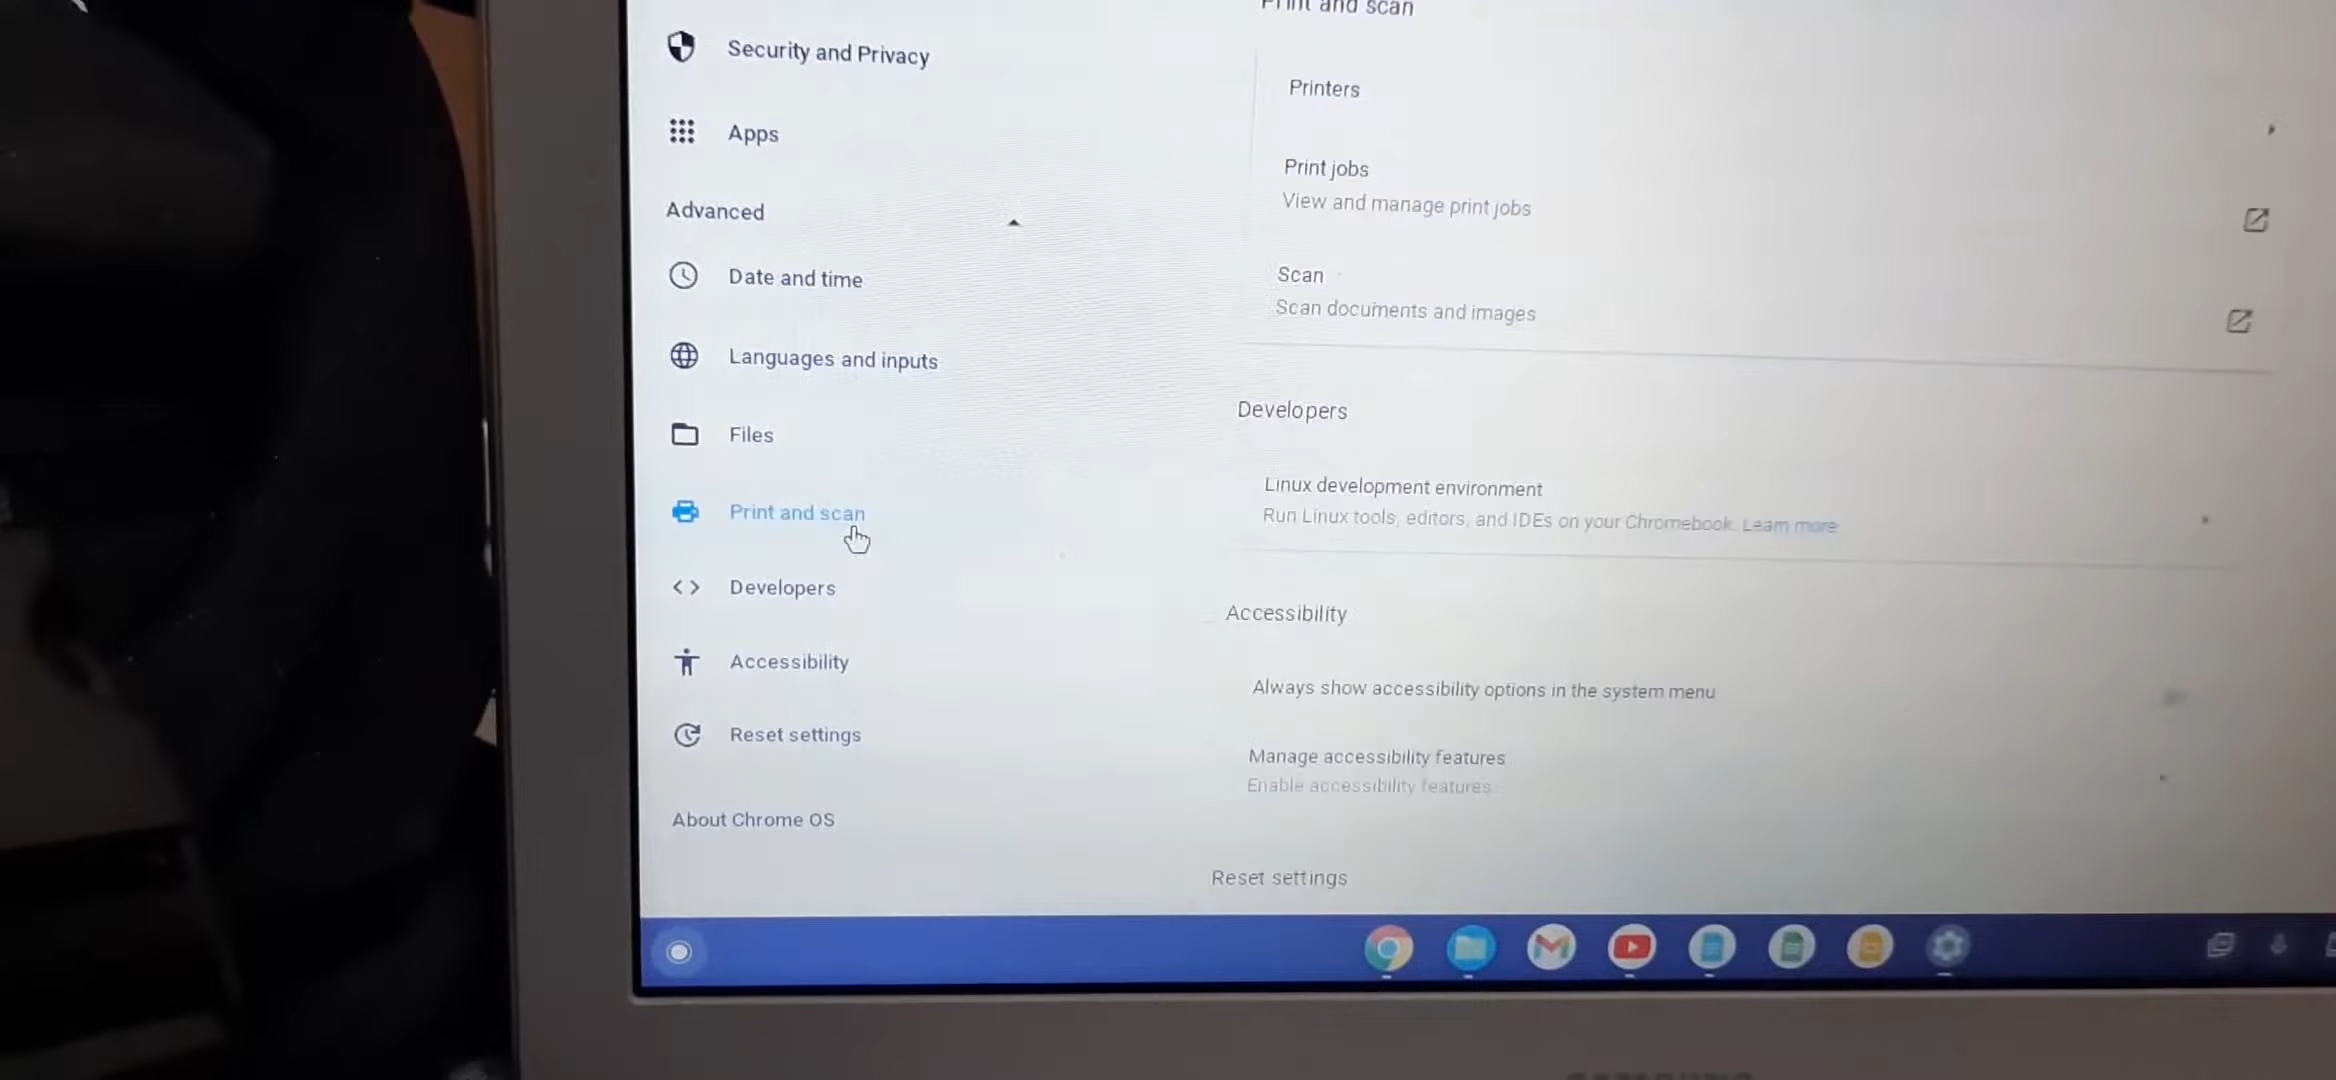 Security and Privacy
Apps
Advanced
Date and time
Languages and inputs
Files
Print and scan
Developers
Accessibility
Reset settings
About Chrome OS
Print and scan
Printers
Print jobs
View and manage print jobs
Scan
Scan documents and images
Developers
Linux development environment
Run Linux tools, editors, and IDEs on your Chromebook. Learn more
Accessibility
Always show accessibility options in the system menu
Manage accessibility features
Enable accessibility features
Reset settings